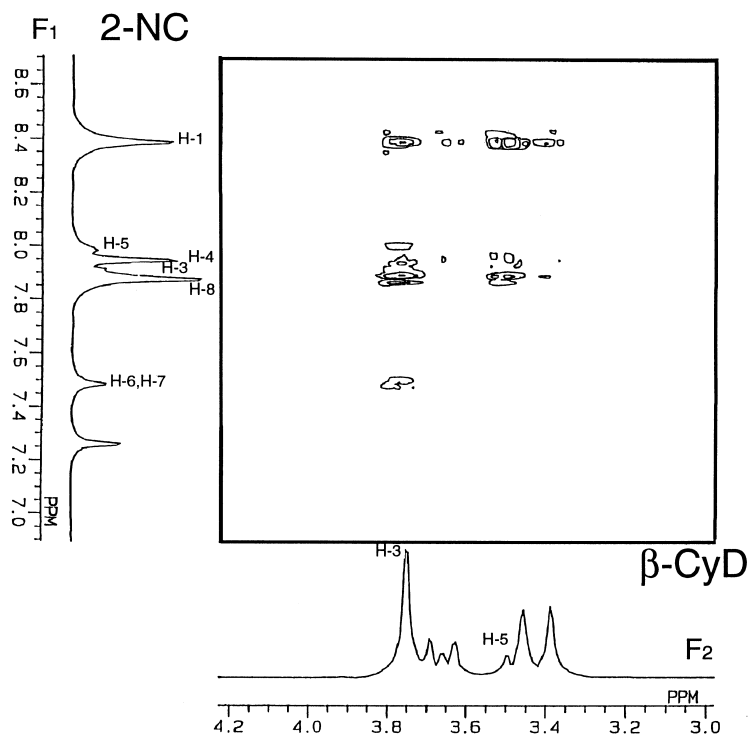 F1 2-NC
8.6
8.4
8.2
8.0
7.8
7.6
7.4
7.2
7.0
PPM
H-1
H-5
H-4
H-3
H-8
H-6,H-7
β-CyD
H-3
H-5
F2
PPM
4.2 4.0 3.8 3.6 3.4 3.2 3.0